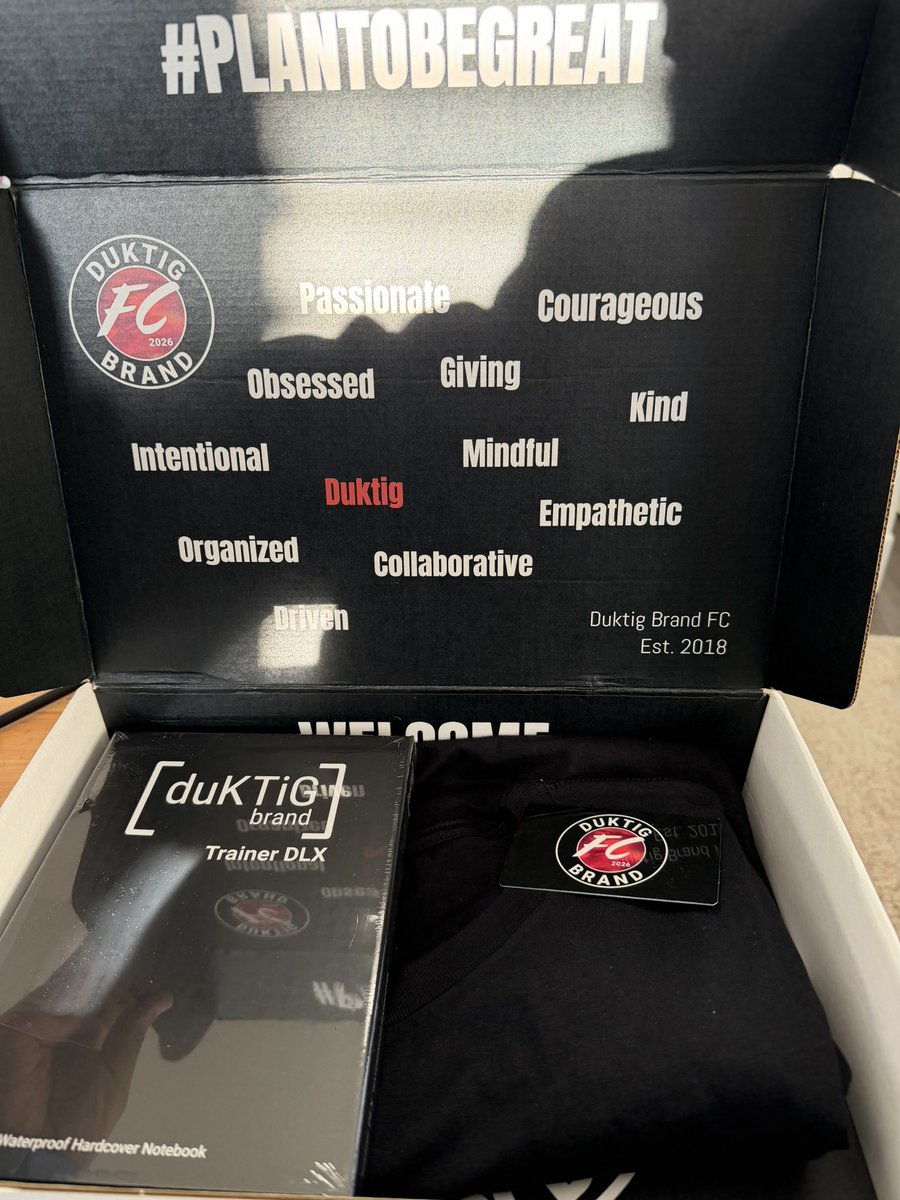 #PLANTOBEGREAT
DUKTIG
FC
2026
BRAND
Passionate
Courageous
Obsessed
Giving
Kind
Intentional
Mindful
Duktig
Empathetic
Organized
Collaborative
Driven
Duktig Brand FC
Est. 2018
WELCOME
[duKTiG]
brand
Trainer DLX
DUKTIG
FC
2026
BRAND
Waterproof Hardcover Notebook